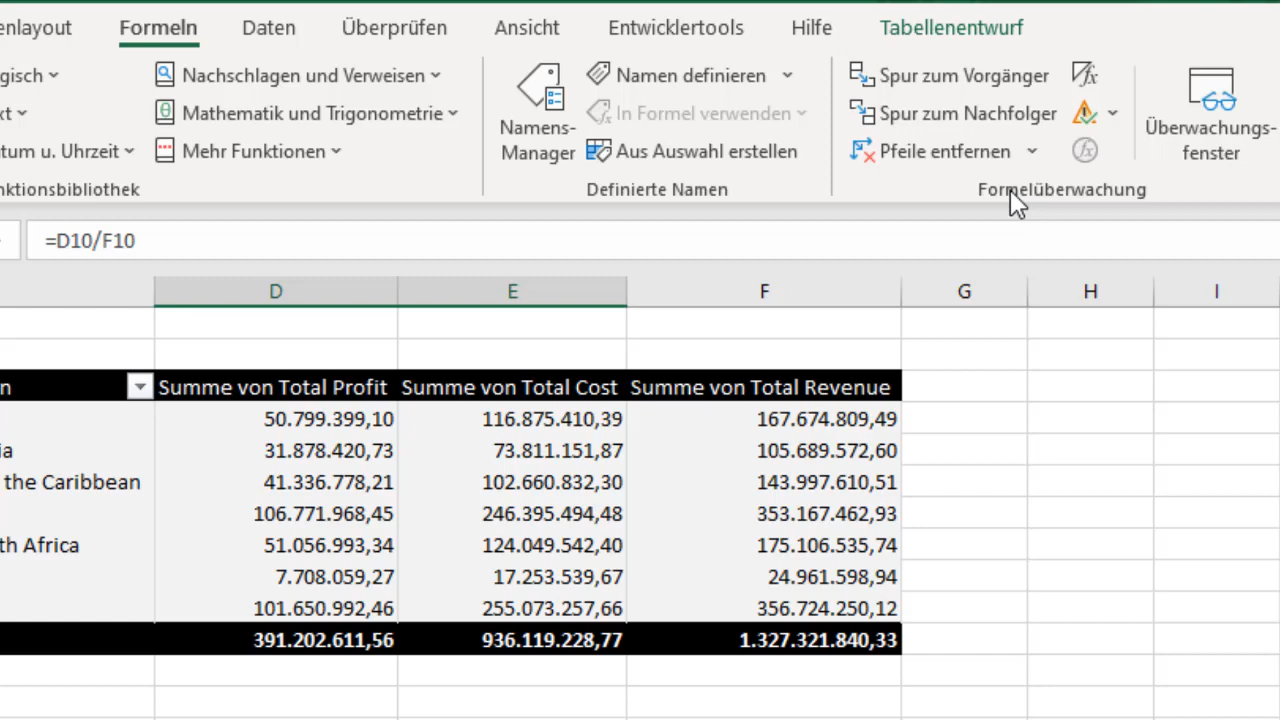 enlayout Formeln Daten Überprüfen Ansicht Entwicklertools Hilfe Tabellenentwurf
gisch Nachschlagen und Verweisen Namen definieren Spur zum Vorgänger fx
xt Mathematik und Trigonometrie In Formel verwenden Spur zum Nachfolger
tum u. Uhrzeit Mehr Funktionen Aus Auswahl erstellen Pfeile entfernen fx
Namens-
Manager
Überwachungs-
fenster
nktionsbibliothek Definierte Namen Formelüberwachung
=D10/F10
D E F G H I
n Summe von Total Profit Summe von Total Cost Summe von Total Revenue
50.799.399,10 116.875.410,39 167.674.809,49
ia 31.878.420,73 73.811.151,87 105.689.572,60
the Caribbean 41.336.778,21 102.660.832,30 143.997.610,51
106.771.968,45 246.395.494,48 353.167.462,93
th Africa 51.056.993,34 124.049.542,40 175.106.535,74
7.708.059,27 17.253.539,67 24.961.598,94
101.650.992,46 255.073.257,66 356.724.250,12
391.202.611,56 936.119.228,77 1.327.321.840,33